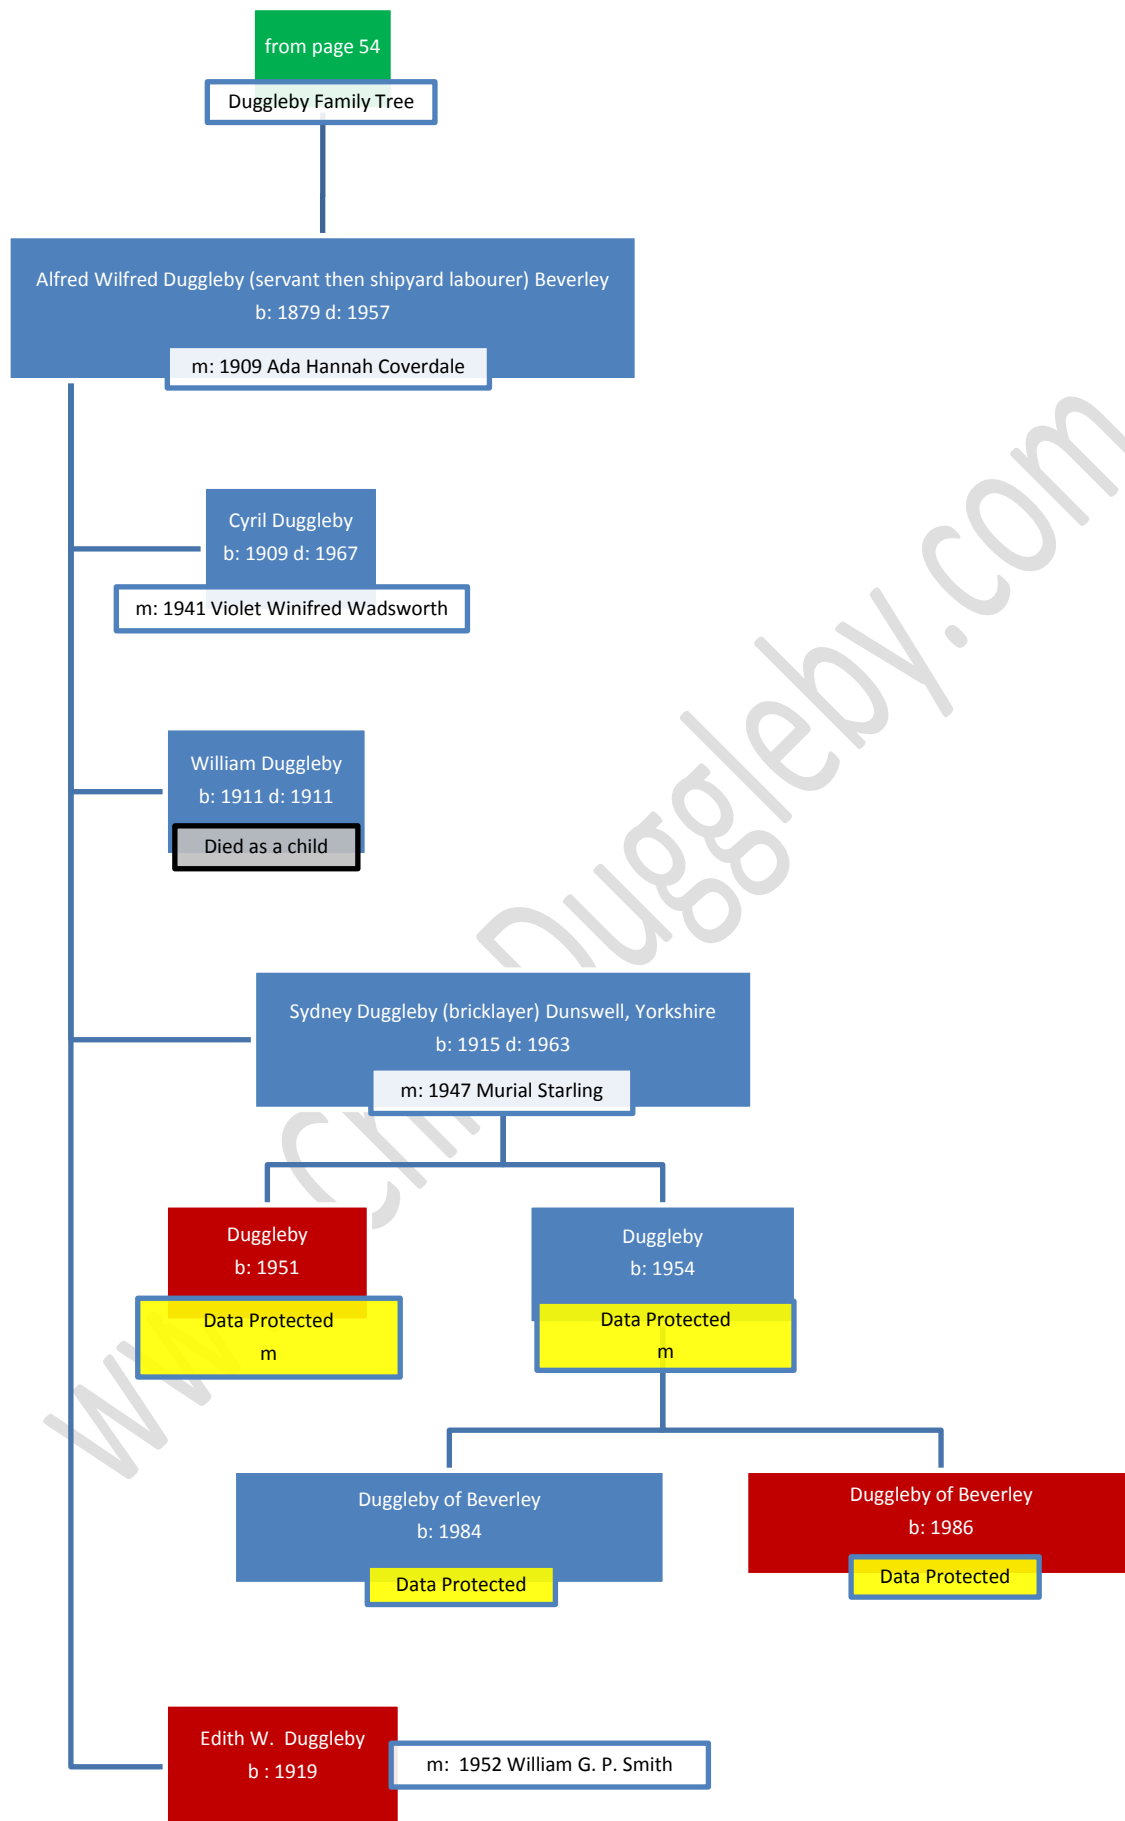 from page 54
Duggleby Family Tree
Alfred Wilfred Duggleby (servant then shipyard labourer) Beverley
b: 1879 d: 1957
m: 1909 Ada Hannah Coverdale
Cyril Duggleby
b: 1909 d: 1967
m: 1941 Violet Winifred Wadsworth
William Duggleby
b: 1911 d: 1911
Died as a child
Sydney Duggleby (bricklayer) Dunswell, Yorkshire
b: 1915 d: 1963
m: 1947 Murial Starling
Duggleby
b: 1951
Data Protected
m
Duggleby
b: 1954
Data Protected
m
Duggleby of Beverley
b: 1984
Data Protected
Duggleby of Beverley
b: 1986
Data Protected
Edith W.  Duggleby
b : 1919
m:  1952 William G. P. Smith